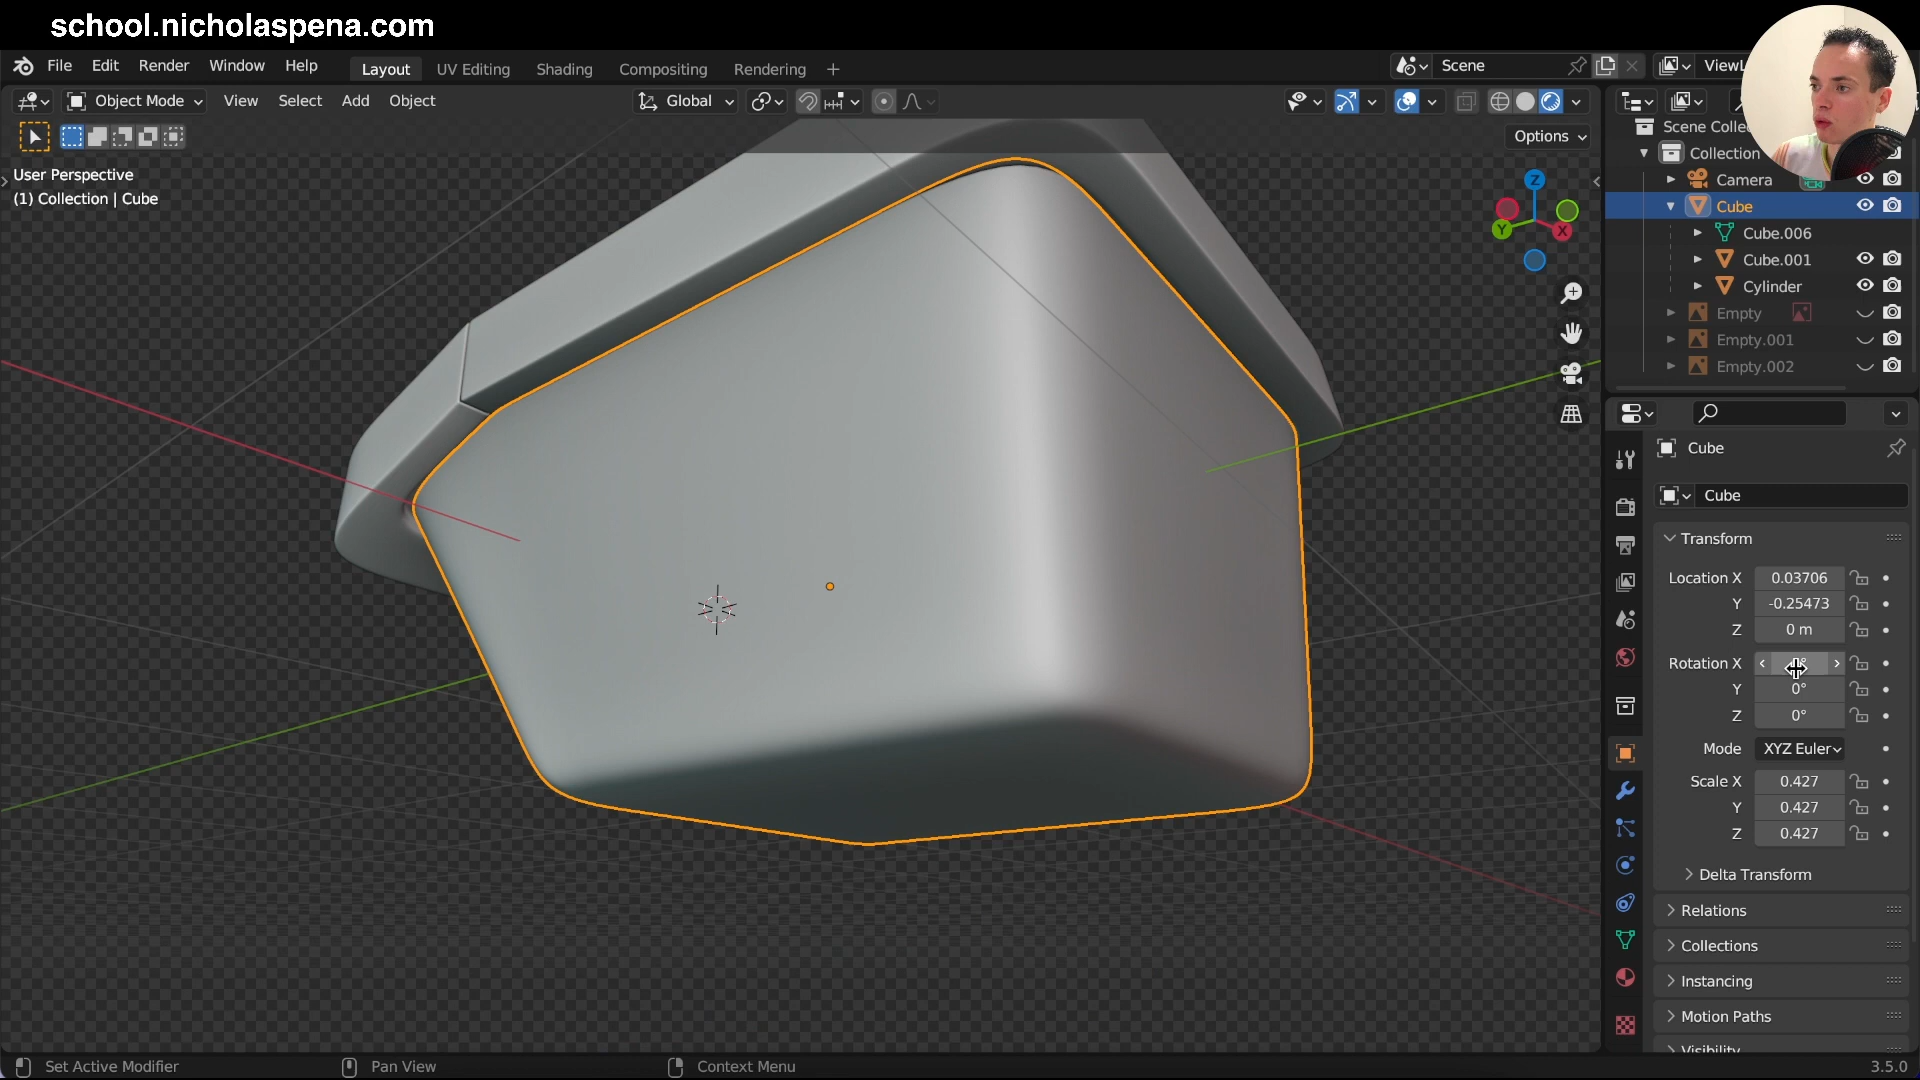 school.nicholaspena.com
File Edit Render Window Help Layout UV Editing Shading Compositing Rendering + Scene ViewL
Object Mode View Select Add Object Global
Options
User Perspective
(1) Collection | Cube
Z
Y
X
Scene Collec
Collection
Camera
Cube
Cube.006
Cube.001
Cylinder
Empty
Empty.001
Empty.002
Cube
Cube
Transform
Location X 0.03706
Y -0.25473
Z 0 m
Rotation X
Y 0°
Z 0°
Mode XYZ Euler
Scale X 0.427
Y 0.427
Z 0.427
Delta Transform
Relations
Collections
Instancing
Motion Paths
Visibility
Set Active Modifier Pan View Context Menu 3.5.0